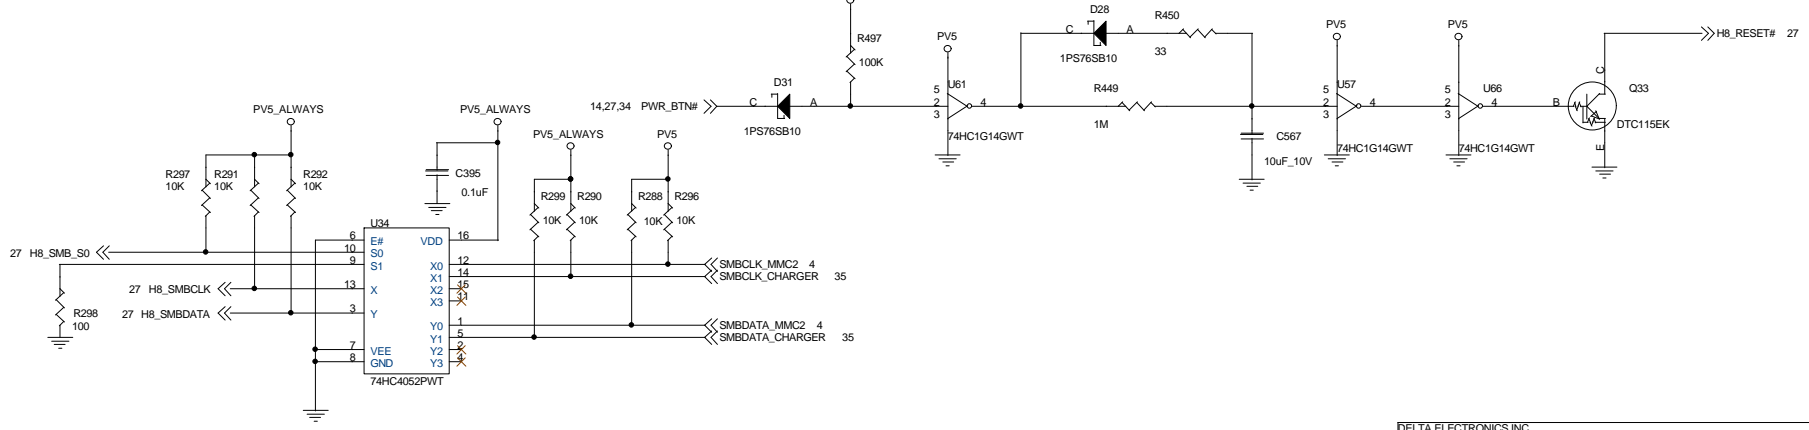 D28
R450
C
A
33
1PS76SB10
PV5
PV5
PV5
H8_RESET# 27
R497
100K
U61
5
2
3
4
74HC1G14GWT
D31
C
A
1PS76SB10
14,27,34 PWR_BTN#
R449
1M
C567
10uF_10V
U57
5
2
3
4
74HC1G14GWT
U66
5
2
3
4
74HC1G14GWT
C
B
E
Q33
DTC115EK
PV5_ALWAYS
PV5_ALWAYS
PV5_ALWAYS
PV5
R297
10K
R291
10K
R292
10K
C395
0.1uF
R299
10K
R290
10K
R288
10K
R296
10K
U34
6 E#
10 S0
9 S1
13 X
3 Y
7 VEE
8 GND
VDD 16
X0 12
X1 14
X2 15
X3 11
Y0 1
Y1 5
Y2 2
Y3 4
74HC4052PWT
27 H8_SMB_S0
27 H8_SMBCLK
27 H8_SMBDATA
R298
100
SMBCLK_MMC2 4
SMBCLK_CHARGER 35
SMBDATA_MMC2 4
SMBDATA_CHARGER 35
DELTA ELECTRONICS INC